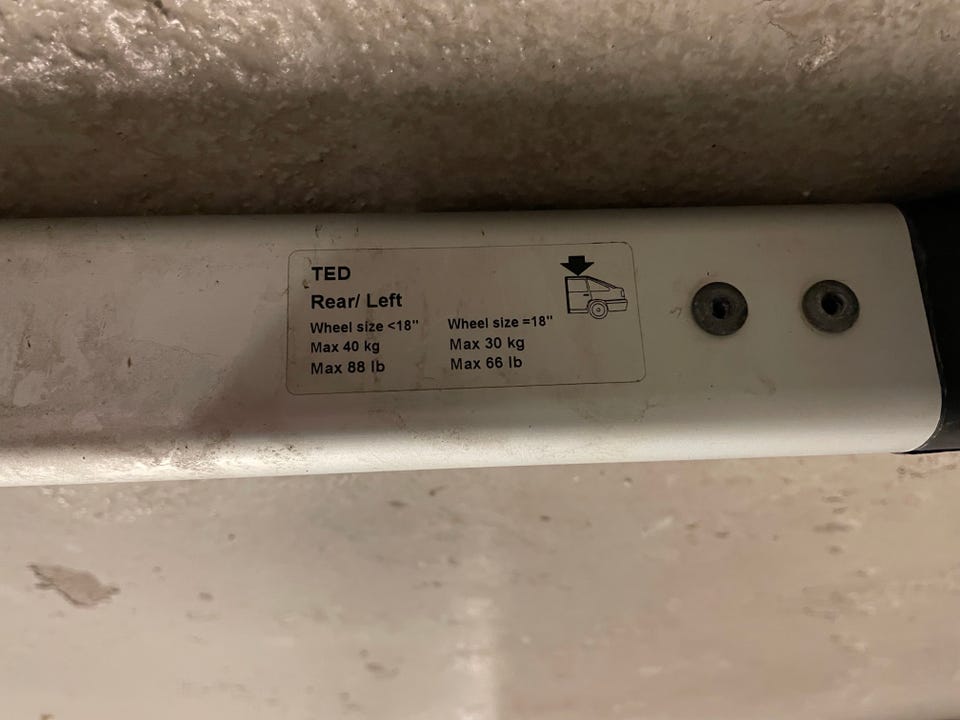 TED
Rear/ Left
Wheel size <18" Wheel size =18"
Max 40 kg Max 30 kg
Max 88 lb Max 66 lb